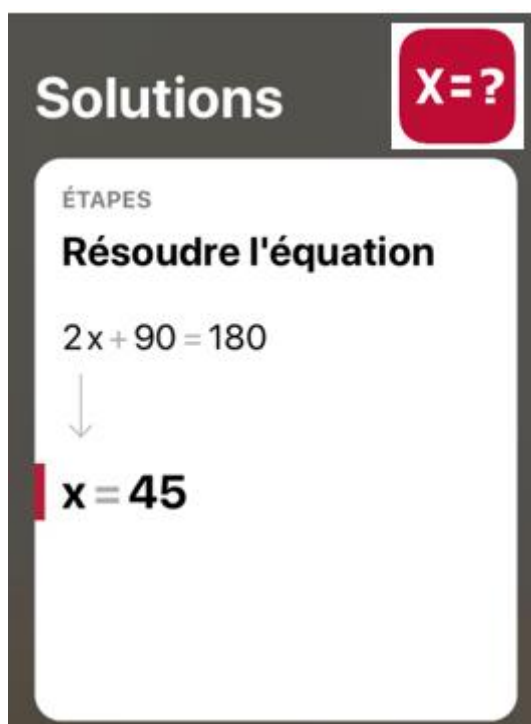 Solutions
X=?
ÉTAPES
Résoudre l'équation
2x+90=180
x=45